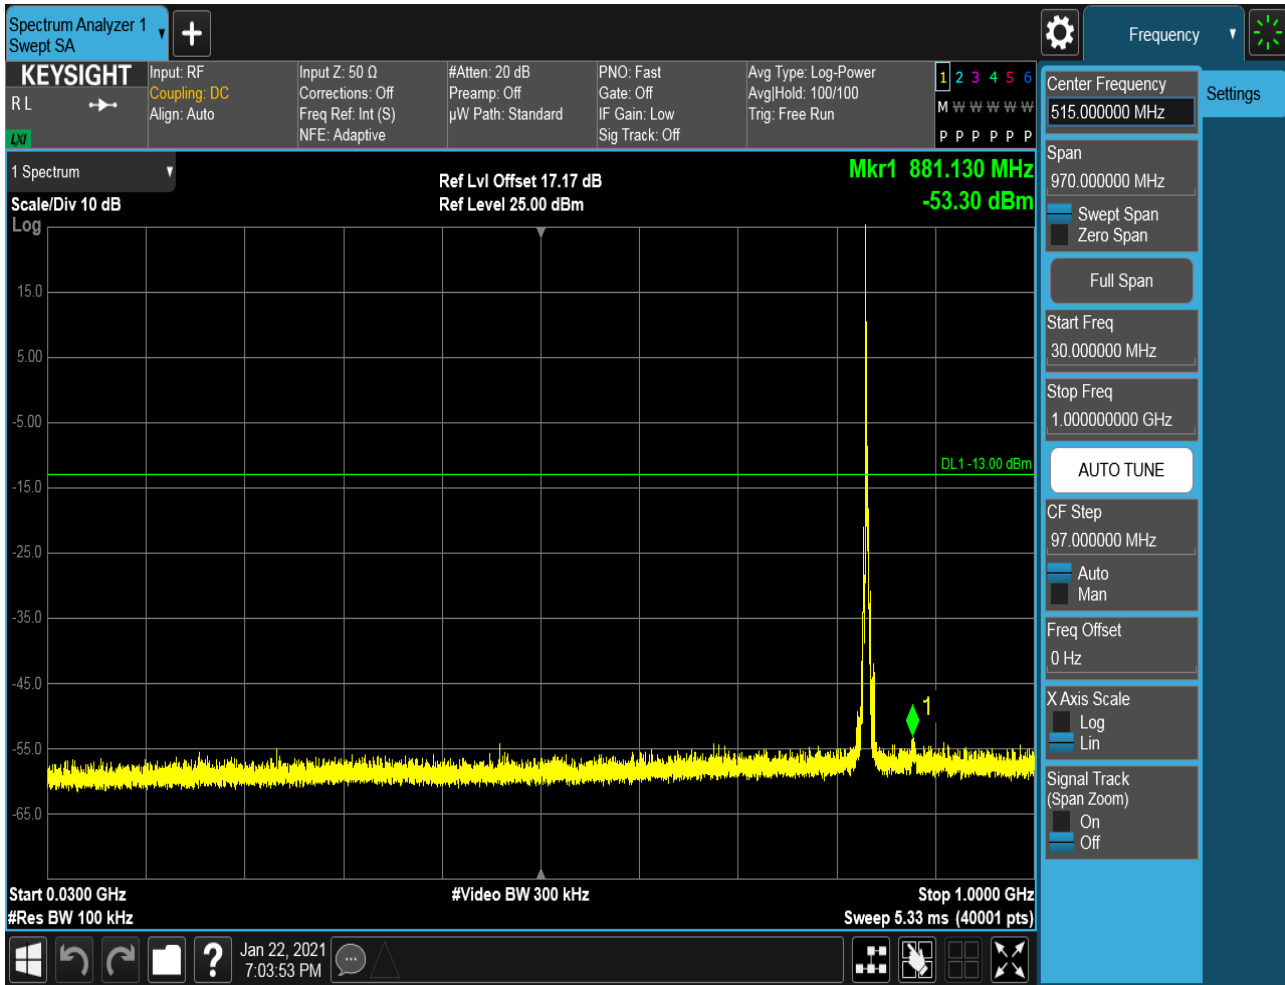 Spectrum Analyzer 1
Swept SA
Frequency
KEYSIGHT
R L
LXI
Input: RF
Coupling: DC
Align: Auto
Input Z: 50 Ω
Corrections: Off
Freq Ref: Int (S)
NFE: Adaptive
#Atten: 20 dB
Preamp: Off
µW Path: Standard
PNO: Fast
Gate: Off
IF Gain: Low
Sig Track: Off
Avg Type: Log-Power
Avg|Hold: 100/100
Trig: Free Run
1 2 3 4 5 6
M W W W W W
P P P P P P
1 Spectrum
Scale/Div 10 dB
Log
Ref Lvl Offset 17.17 dB
Ref Level 25.00 dBm
Mkr1 881.130 MHz
-53.30 dBm
15.0
5.00
-5.00
DL1 -13.00 dBm
-15.0
-25.0
-35.0
-45.0
1
-55.0
-65.0
Start 0.0300 GHz
#Video BW 300 kHz
Stop 1.0000 GHz
#Res BW 100 kHz
Sweep 5.33 ms (40001 pts)
Center Frequency
515.000000 MHz
Settings
Span
970.000000 MHz
Swept Span
Zero Span
Full Span
Start Freq
30.000000 MHz
Stop Freq
1.000000000 GHz
AUTO TUNE
CF Step
97.000000 MHz
Auto
Man
Freq Offset
0 Hz
X Axis Scale
Log
Lin
Signal Track
(Span Zoom)
On
Off
?
Jan 22, 2021
7:03:53 PM